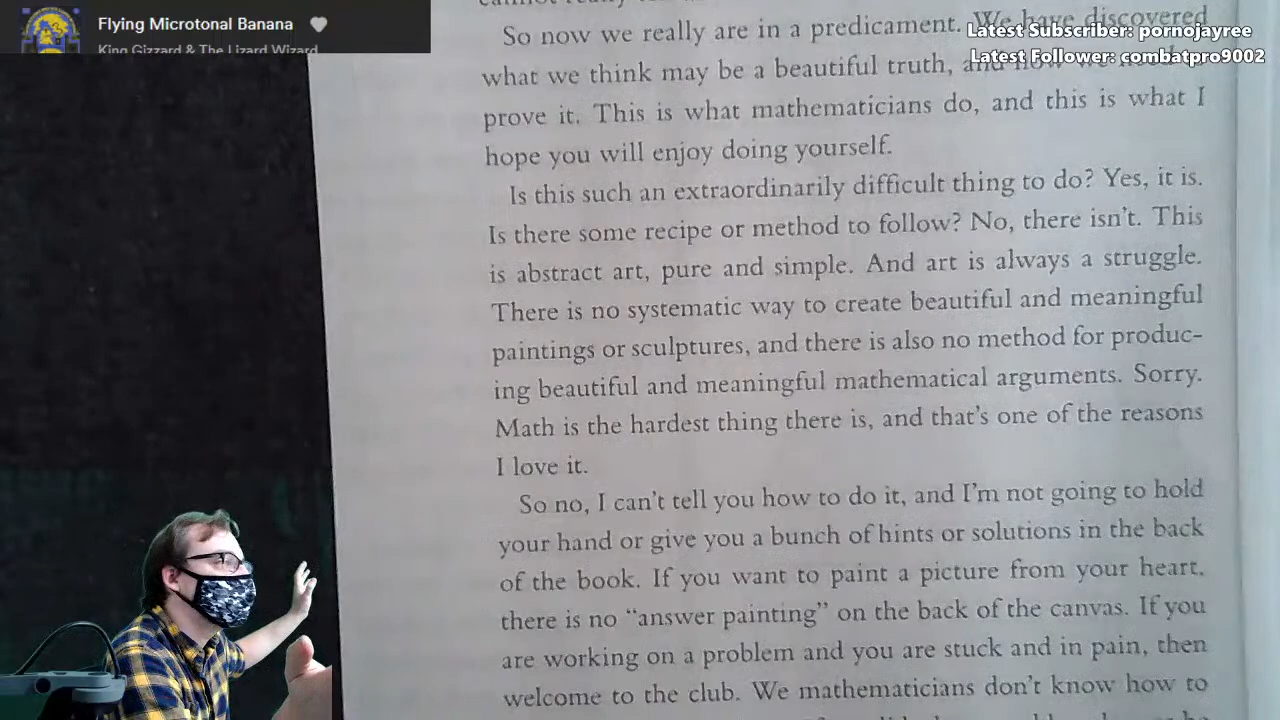 Flying Microtonal Banana
King Gizzard & The Lizard Wizard
Latest Subscriber: pornojayree
Latest Follower: combatpro9002
So now we really are in a predicament. We have discovered
what we think may be a beautiful truth, and now we
prove it. This is what mathematicians do, and this is what I
hope you will enjoy doing yourself.
Is this such an extraordinarily difficult thing to do? Yes, it is.
Is there some recipe or method to follow? No, there isn't. This
is abstract art, pure and simple. And art is always a struggle.
There is no systematic way to create beautiful and meaningful
paintings or sculptures, and there is also no method for produc-
ing beautiful and meaningful mathematical arguments. Sorry.
Math is the hardest thing there is, and that's one of the reasons
I love it.
So no, I can't tell you how to do it, and I'm not going to hold
your hand or give you a bunch of hints or solutions in the back
of the book. If you want to paint a picture from your heart,
there is no "answer painting" on the back of the canvas. If you
are working on a problem and you are stuck and in pain, then
welcome to the club. We mathematicians don't know how to